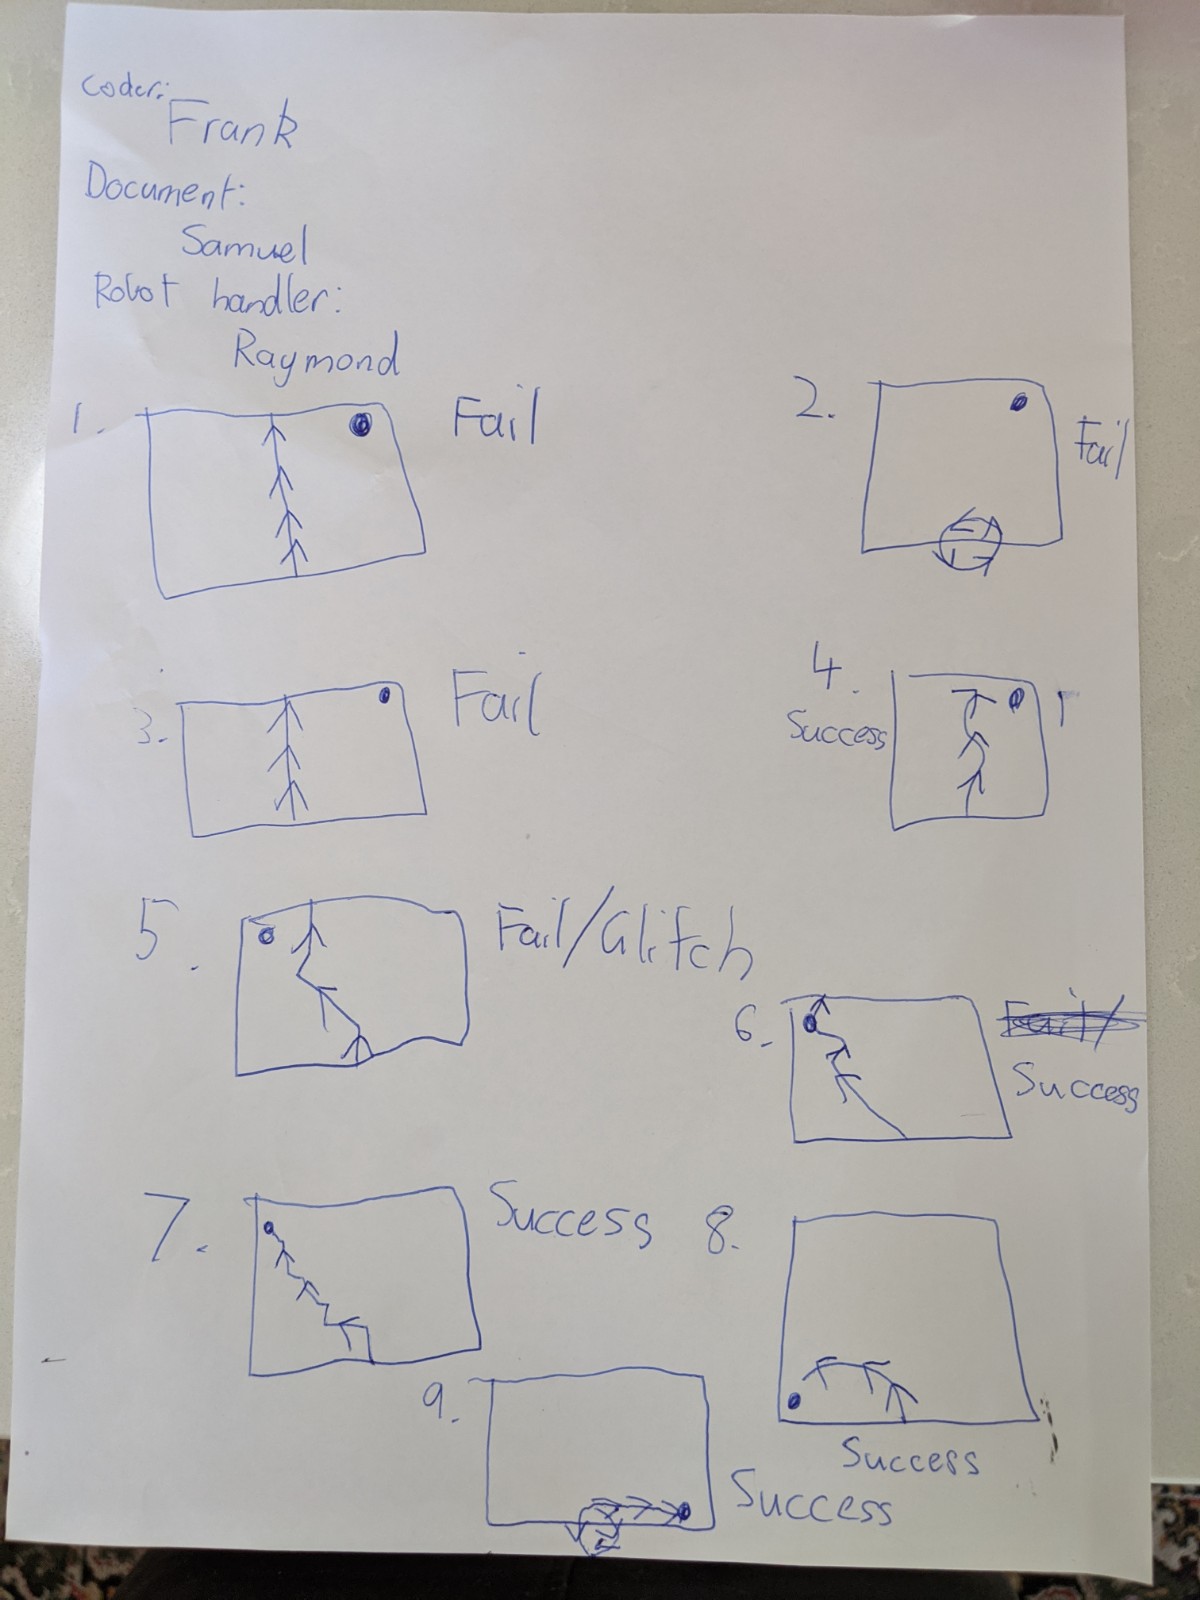 Coder:
Frank
Document:
Samuel
Robot handler:
Raymond
1. Fail
2. Fail
3. Fail
4. Success
5. Fail/Glitch
6. Success
7. Success
8. Success
9. Success